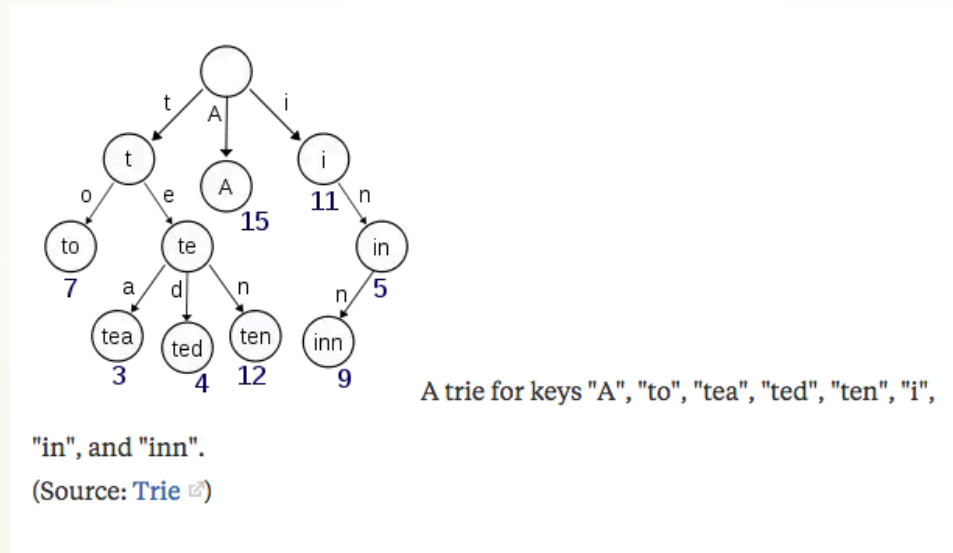 t A i
t i
A 11
o e n
15
to te in
7 a d n n 5
tea ted ten inn
3 4 12 9
A trie for keys "A", "to", "tea", "ted", "ten", "i",
"in", and "inn".
(Source: Trie)